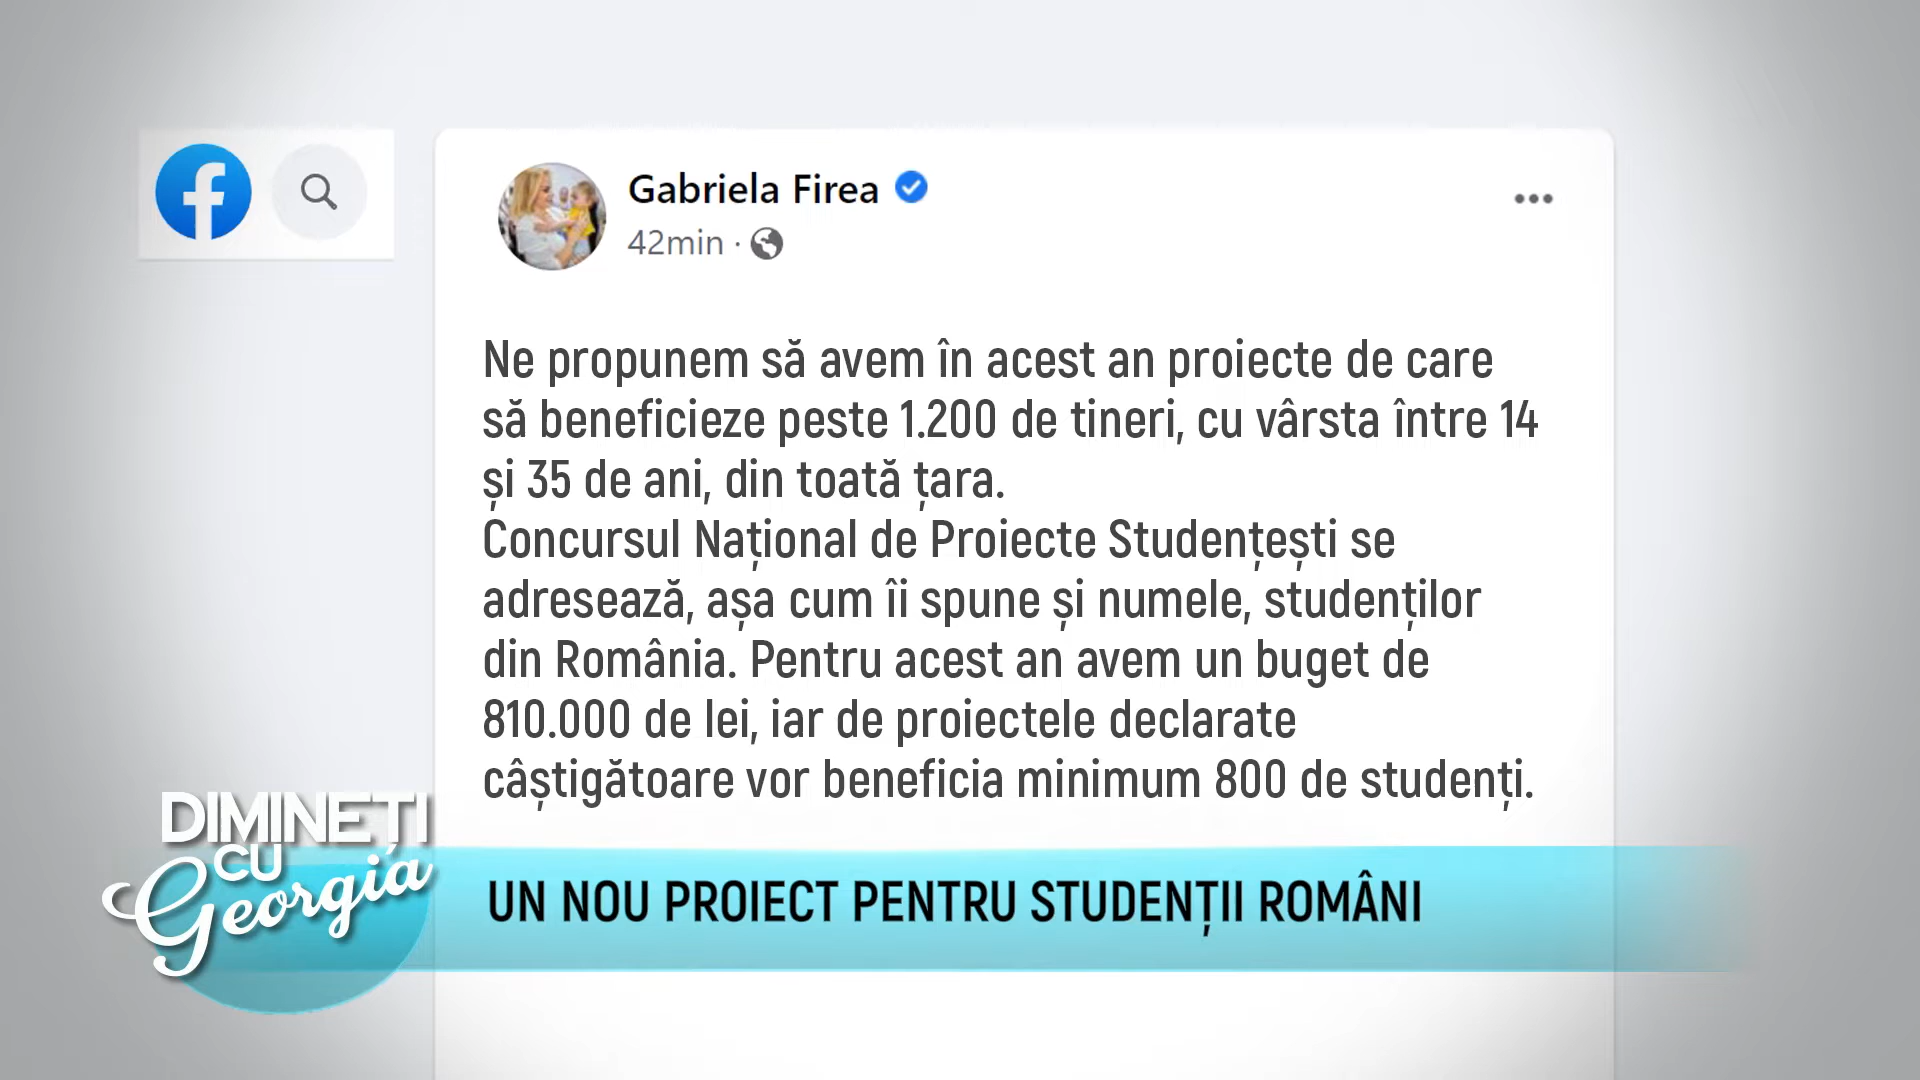 Gabriela Firea
42min ·
Ne propunem să avem în acest an proiecte de care
să beneficieze peste 1.200 de tineri, cu vârsta între 14
și 35 de ani, din toată țara.
Concursul Național de Proiecte Studențești se
adresează, așa cum îi spune și numele, studenților
din România. Pentru acest an avem un buget de
810.000 de lei, iar de proiectele declarate
câștigătoare vor beneficia minimum 800 de studenți.
DIMINEȚI
CU
Georgia
UN NOU PROIECT PENTRU STUDENȚII ROMÂNI